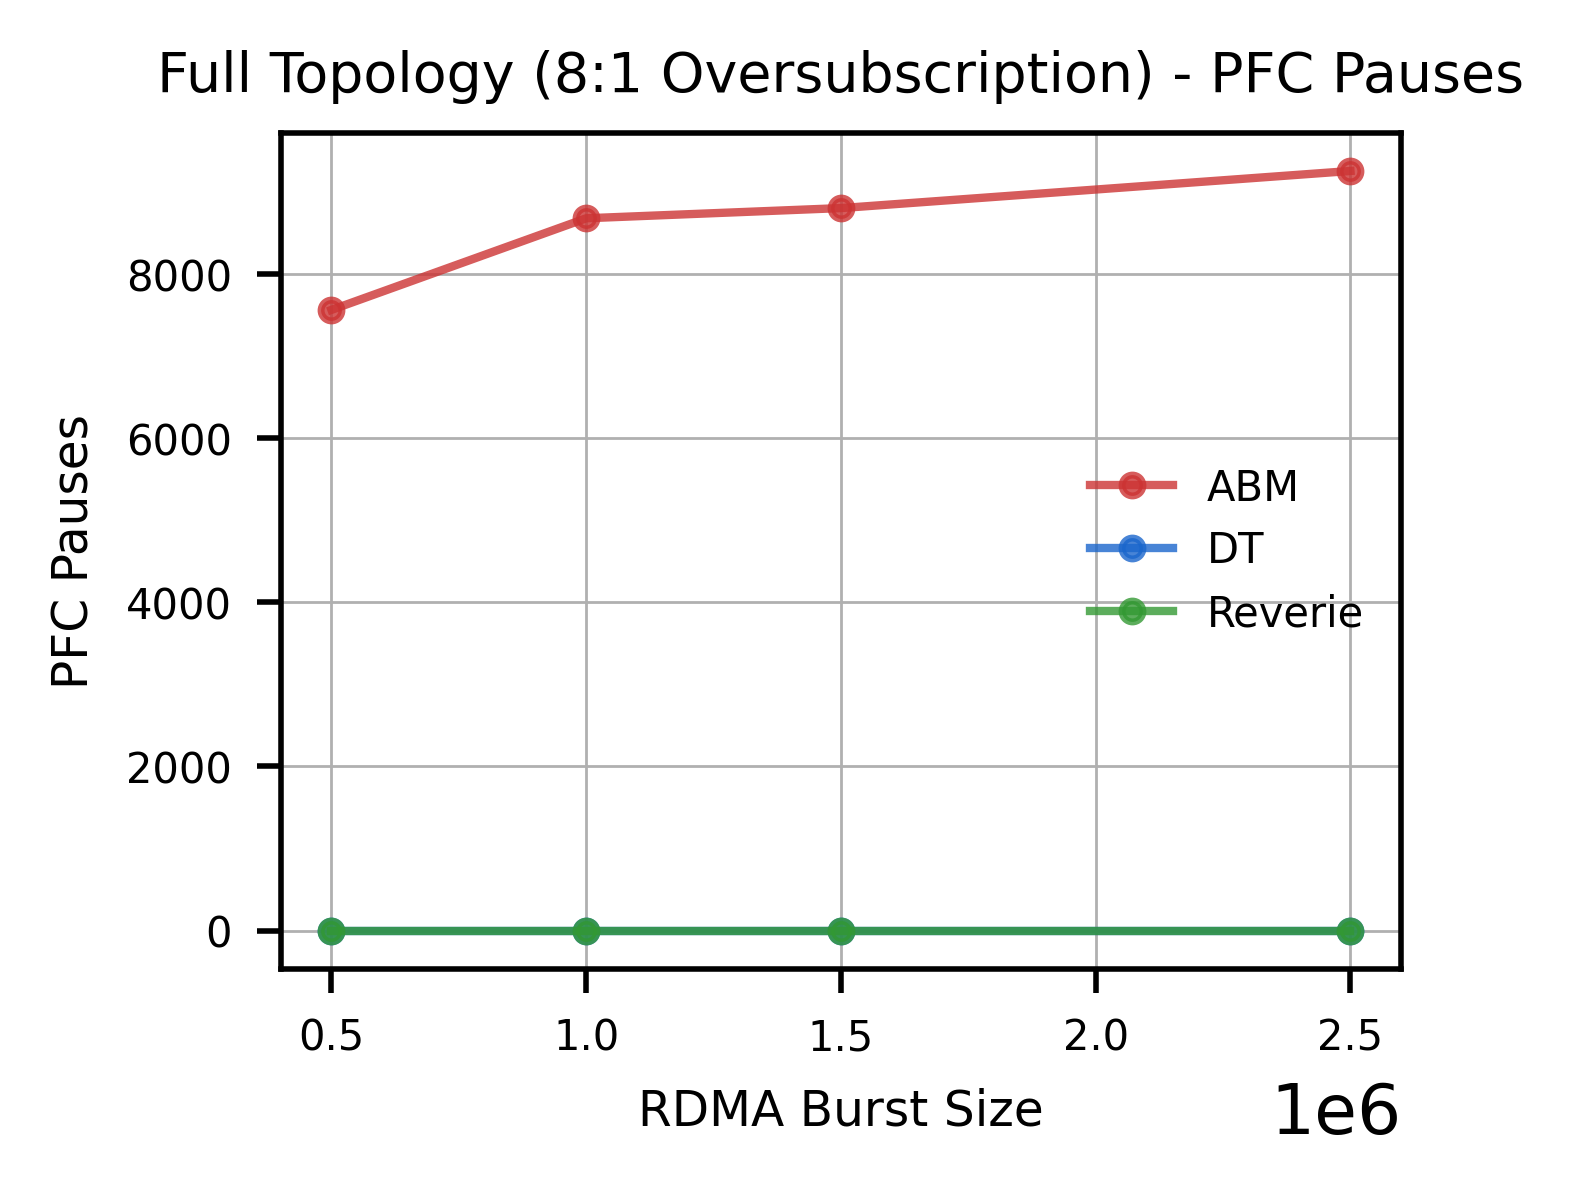 Full Topology (8:1 Oversubscription) - PFC Pauses
PFC Pauses
8000
6000
4000
2000
0
ABM
DT
Reverie
0.5 1.0 1.5 2.0 2.5
RDMA Burst Size
1e6